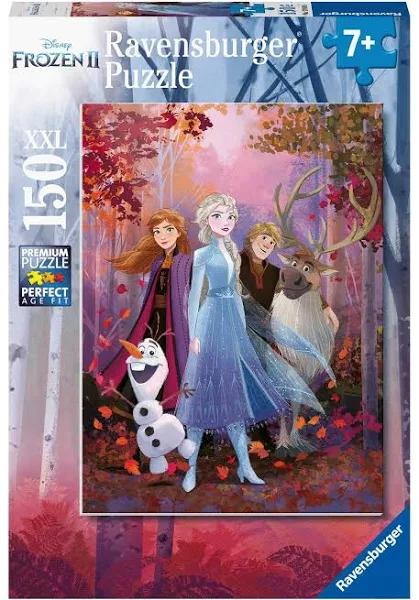 Disney
FROZEN II
Ravensburger
Puzzle
7+
150 XXL
PREMIUM
PUZZLE
PERFECT
AGE FIT
Ravensburger